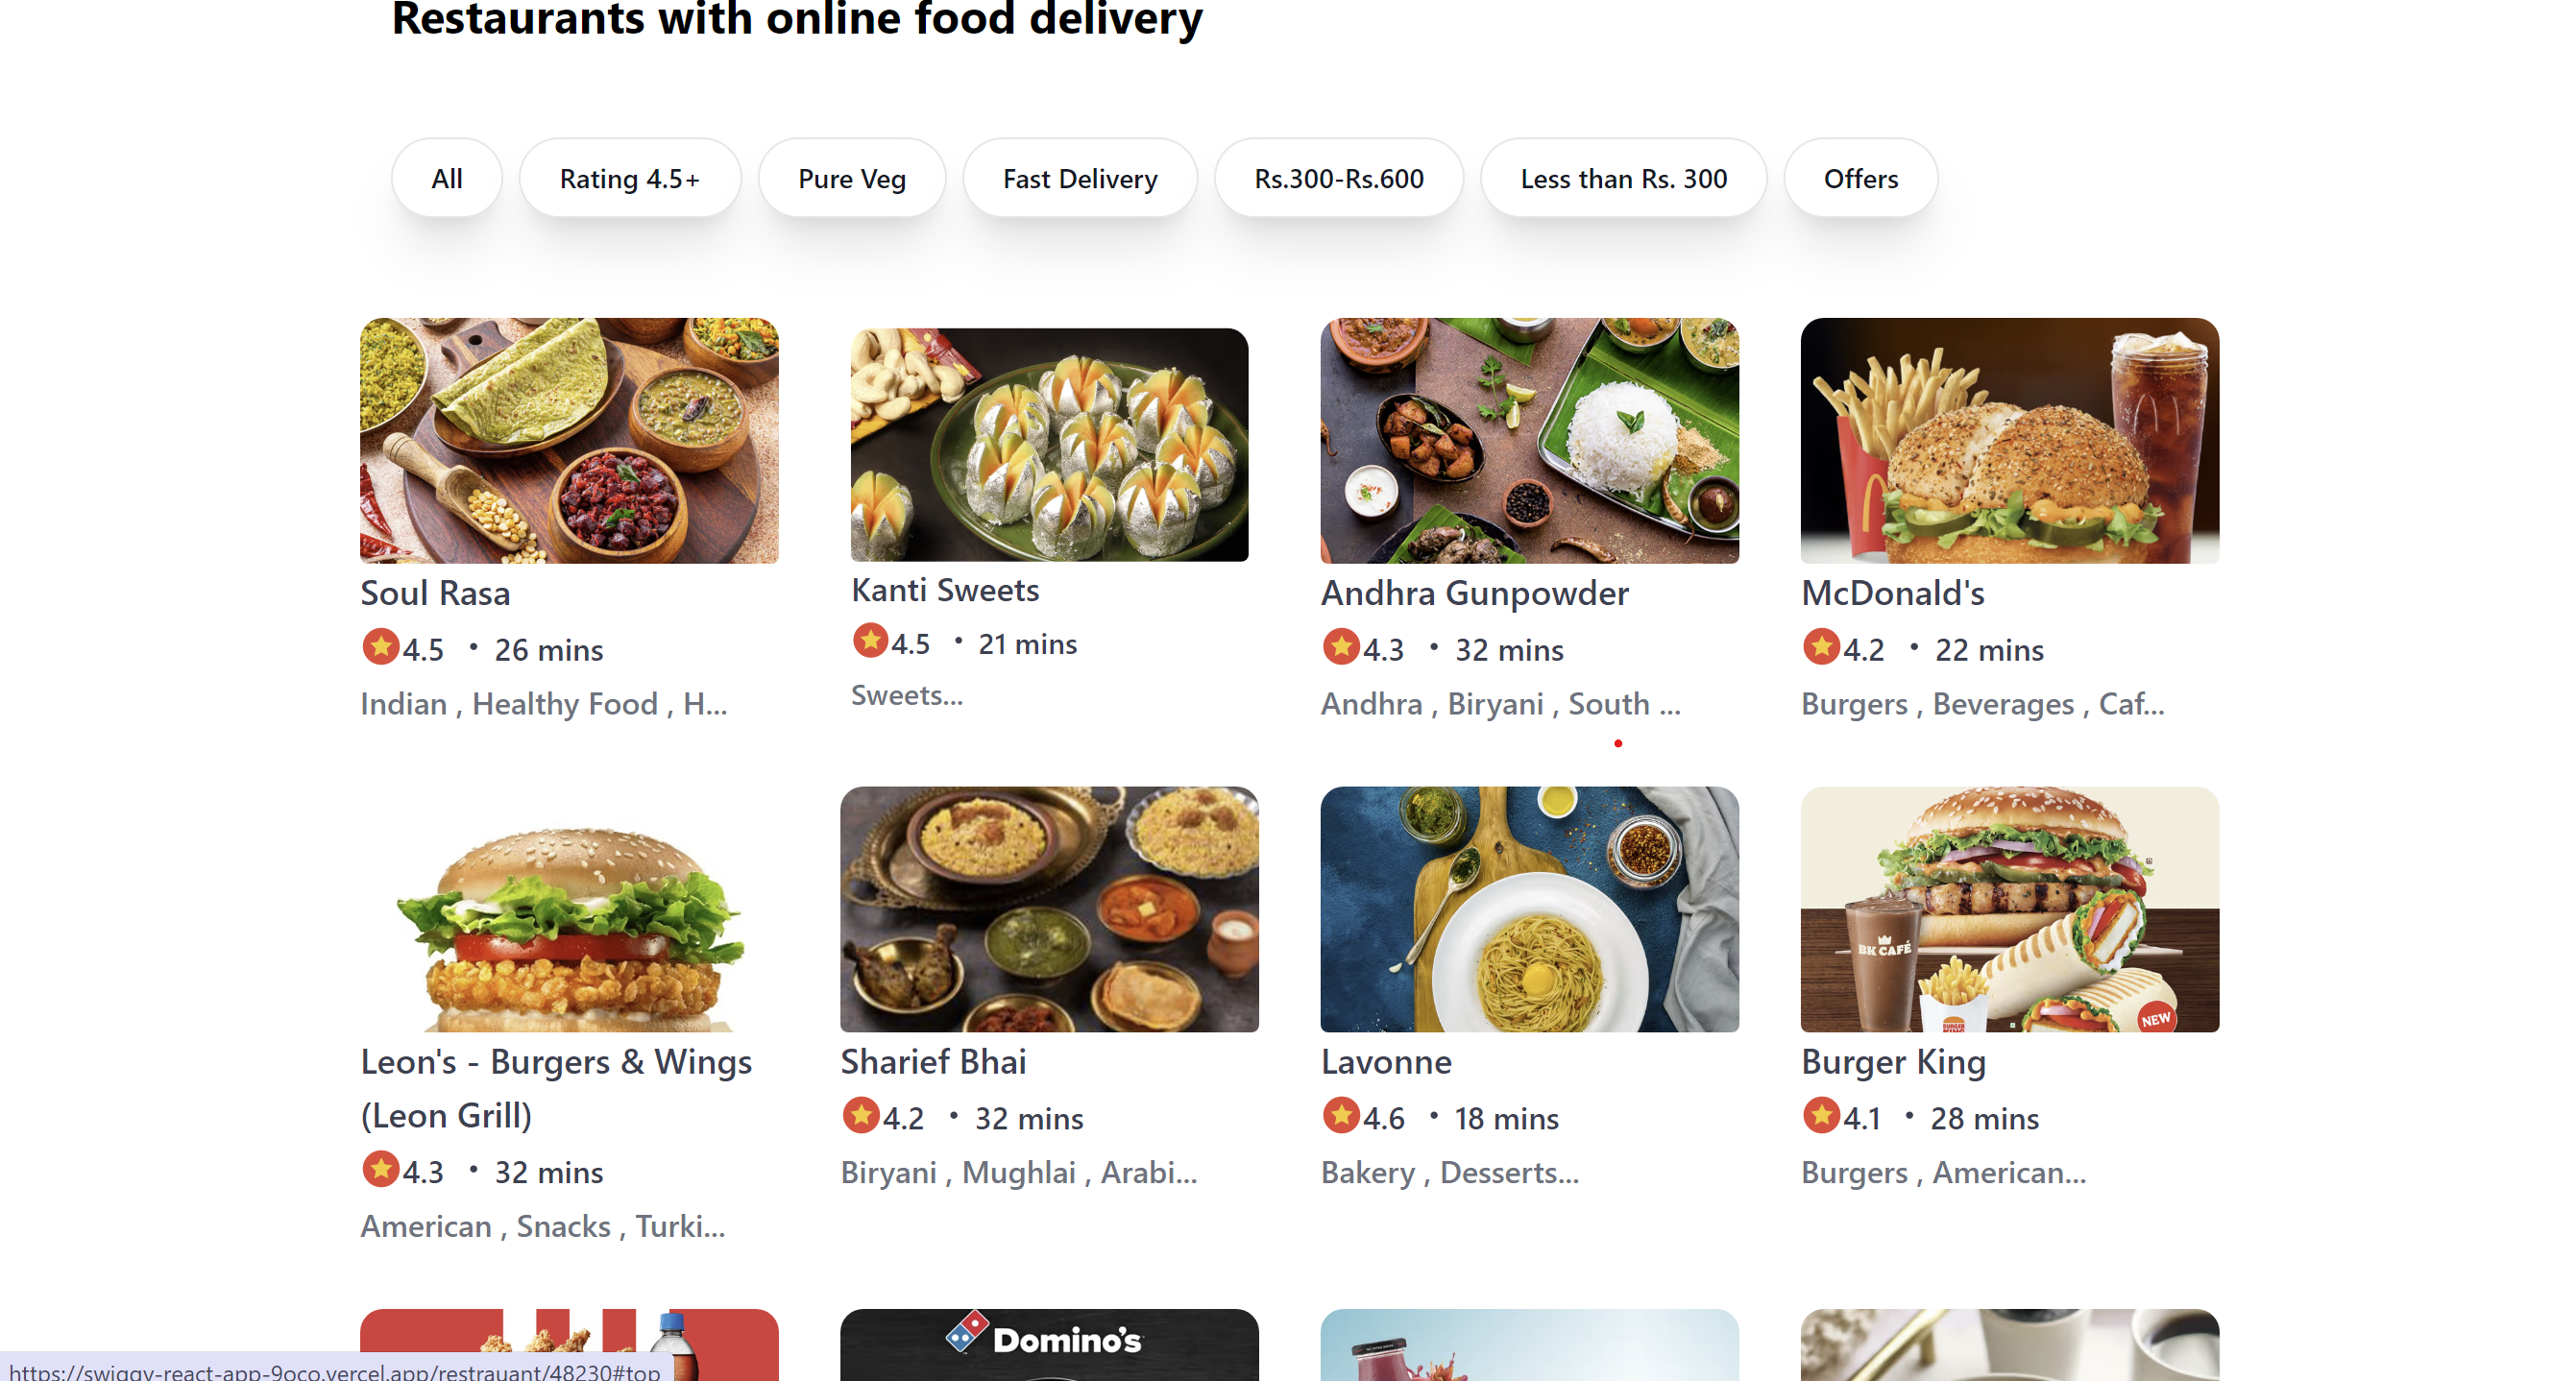 Restaurants with online food delivery
All
Rating 4.5+
Pure Veg
Fast Delivery
Rs.300-Rs.600
Less than Rs. 300
Offers
Soul Rasa
4.5 • 26 mins
Indian , Healthy Food , H...
Kanti Sweets
4.5 • 21 mins
Sweets...
Andhra Gunpowder
4.3 • 32 mins
Andhra , Biryani , South ...
McDonald's
4.2 • 22 mins
Burgers , Beverages , Caf...
Leon's - Burgers & Wings
(Leon Grill)
4.3 • 32 mins
American , Snacks , Turki...
Sharief Bhai
4.2 • 32 mins
Biryani , Mughlai , Arabi...
Lavonne
4.6 • 18 mins
Bakery , Desserts...
BK CAFÉ
BURGER
KING
NEW
Burger King
4.1 • 28 mins
Burgers , American...
Domino's
https://swiggy-react-app-9oco.vercel.app/restrauant/48230#top